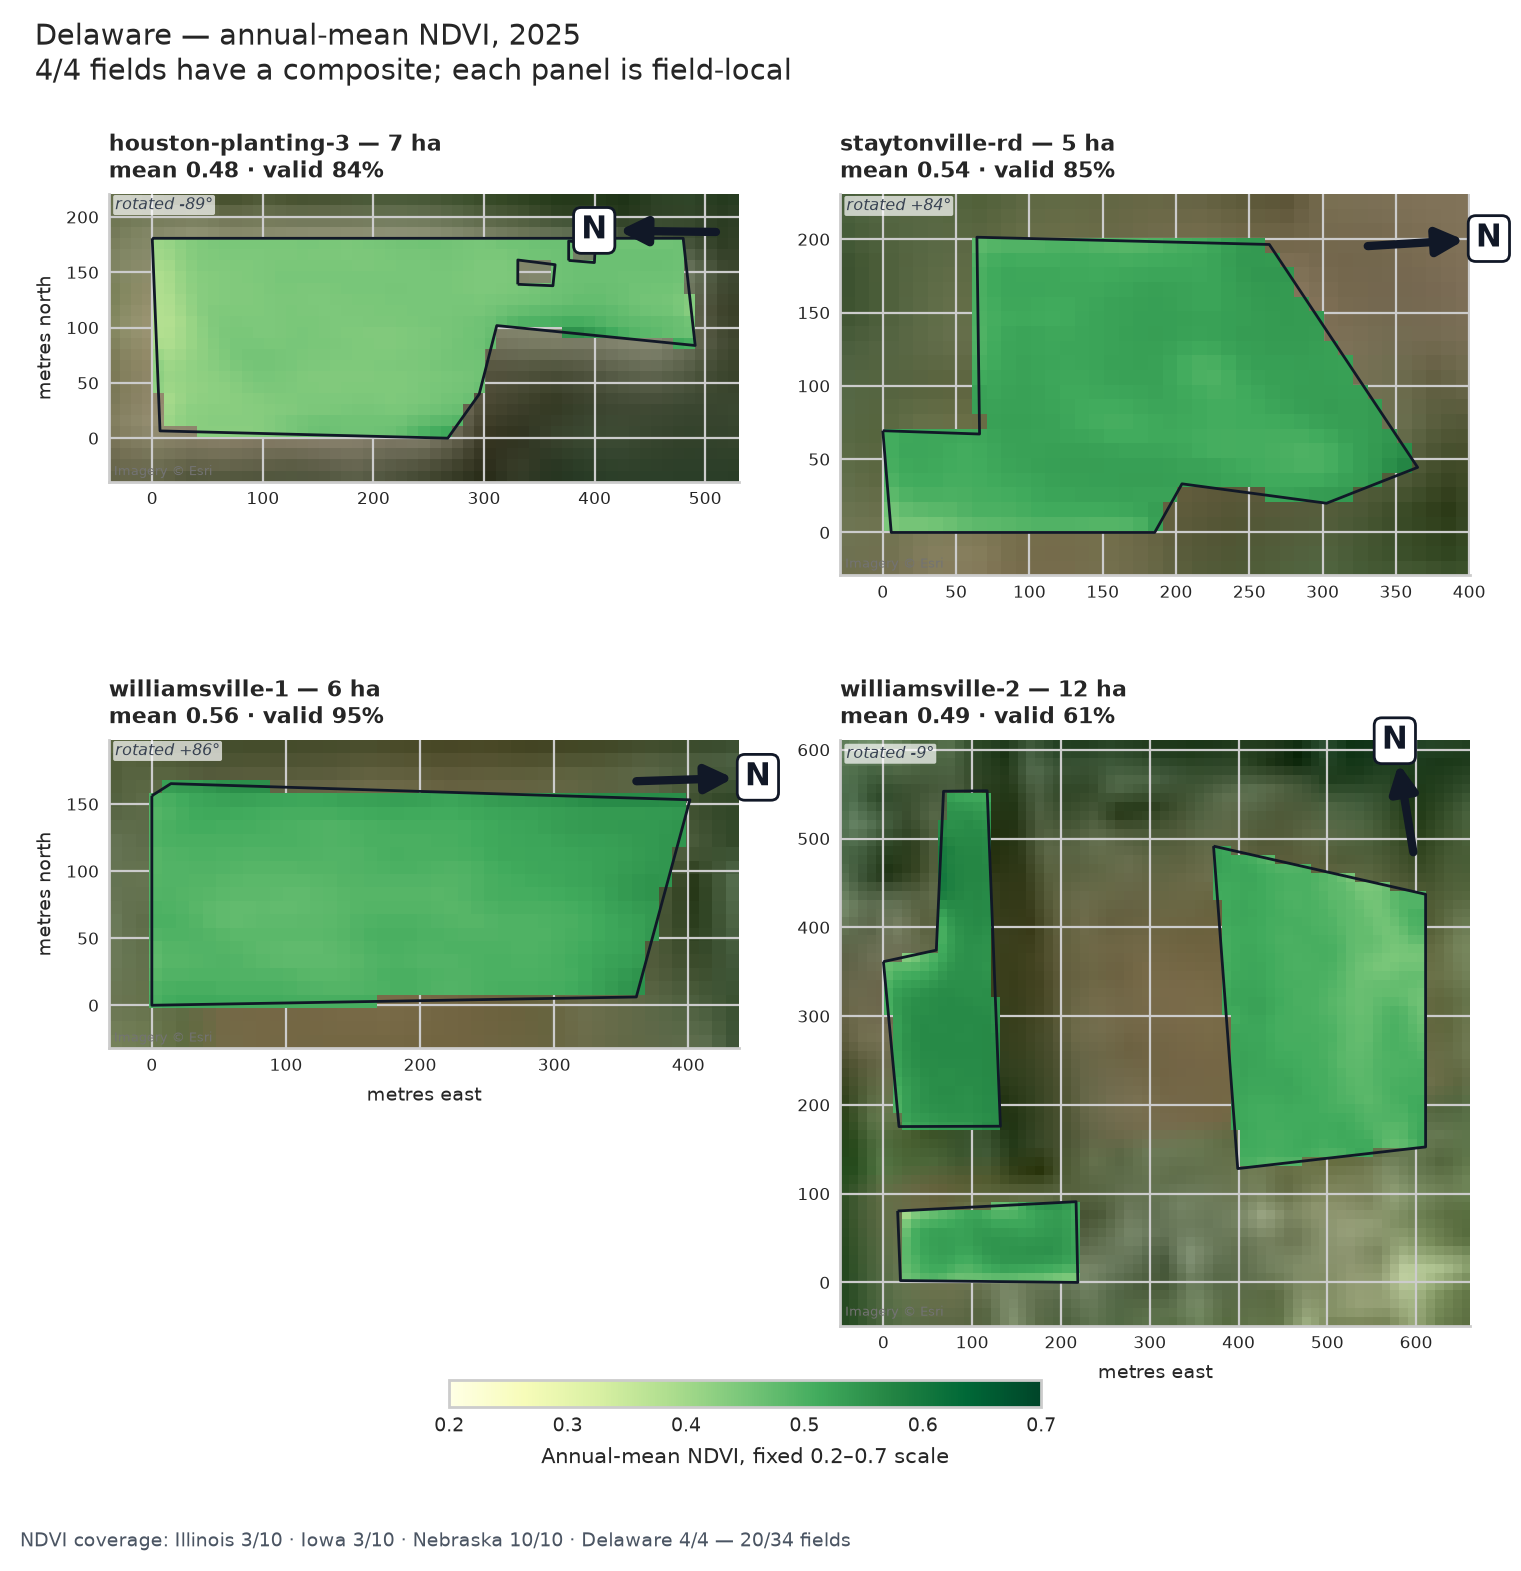 Delaware — annual-mean NDVI, 2025
4/4 fields have a composite; each panel is field-local
houston-planting-3 — 7 ha
mean 0.48 · valid 84%
rotated -89°
N
200
150
100
50
0
metres north
Imagery © Esri
0 100 200 300 400 500
staytonville-rd — 5 ha
mean 0.54 · valid 85%
rotated +84°
N
200
150
100
50
0
Imagery © Esri
0 50 100 150 200 250 300 350 400
williamsville-1 — 6 ha
mean 0.56 · valid 95%
rotated +86°
N
150
100
50
0
metres north
Imagery © Esri
0 100 200 300 400
metres east
williamsville-2 — 12 ha
mean 0.49 · valid 61%
rotated -9°
N
600
500
400
300
200
100
0
Imagery © Esri
0 100 200 300 400 500 600
metres east
0.2 0.3 0.4 0.5 0.6 0.7
Annual-mean NDVI, fixed 0.2–0.7 scale
NDVI coverage: Illinois 3/10 · Iowa 3/10 · Nebraska 10/10 · Delaware 4/4 — 20/34 fields